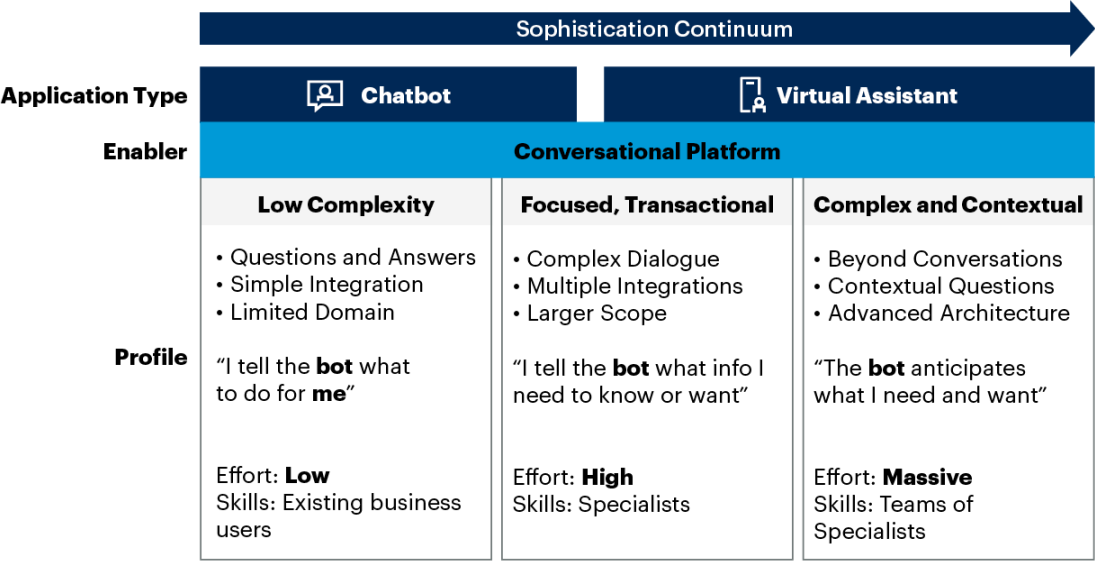 Sophistication Continuum
Application Type
Chatbot
Virtual Assistant
Enabler
Conversational Platform
Profile
Low Complexity
• Questions and Answers
• Simple Integration
• Limited Domain
“I tell the bot what
to do for me”
Effort: Low
Skills: Existing business
users
Focused, Transactional
• Complex Dialogue
• Multiple Integrations
• Larger Scope
“I tell the bot what info I
need to know or want”
Effort: High
Skills: Specialists
Complex and Contextual
• Beyond Conversations
• Contextual Questions
• Advanced Architecture
“The bot anticipates
what I need and want”
Effort: Massive
Skills: Teams of
Specialists